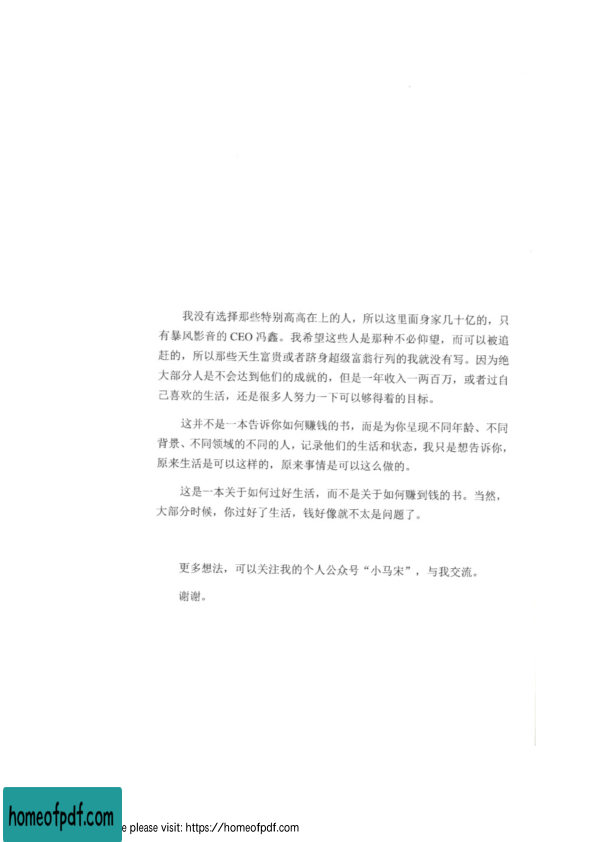 我没有选择那些特别高高在上的人，所以这里面身家几十亿的，只
有暴风影音的 CEO 冯鑫。我希望这些人是那种不必仰望，而可以被追
赶的，所以那些天生富贵或者跻身超级富翁行列的我就没有写。因为绝
大部分人是不会达到他们的成就的，但是一年收入一两百万，或者过自
己喜欢的生活，还是很多人努力一下可以够得着的目标。
这并不是一本告诉你如何赚钱的书，而是为你呈现不同年龄、不同
背景、不同领域的不同的人，记录他们的生活和状态，我只是想告诉你，
原来生活是可以这样的，原来事情是可以这么做的。
这是一本关于如何过好生活，而不是关于如何赚到钱的书。当然，
大部分时候，你过好了生活，钱好像就不太是问题了。
更多想法，可以关注我的个人公众号“小马宋”，与我交流。
谢谢。
homeofpdf.com
e please visit: https://homeofpdf.com